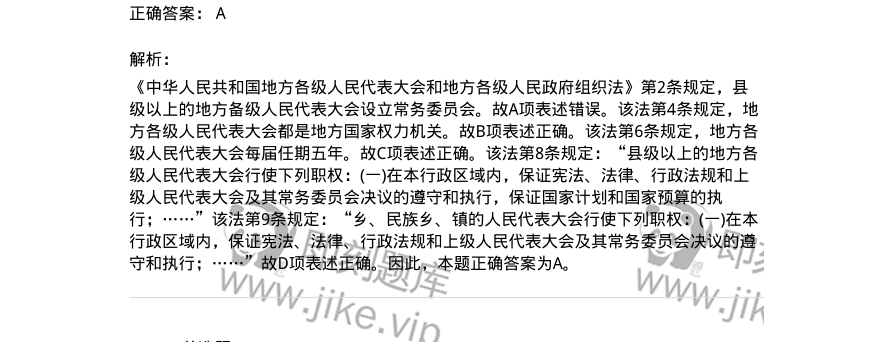 正确答案： A
解析：
《中华人民共和国地方各级人民代表大会和地方各级人民政府组织法》第2条规定，县
级以上的地方备级人民代表大会设立常务委员会。故A项表述错误。该法第4条规定，地
方各级人民代表大会都是地方国家权力机关。故B项表述正确。该法第6条规定，地方各
级人民代表大会每届任期五年。故C项表述正确。该法第8条规定：“县级以上的地方各
级人民代表大会行使下列职权：(一)在本行政区域内，保证宪法、法律、行政法规和上
级人民代表大会及其常务委员会决议的遵守和执行，保证国家计划和国家预算的执
行；……”该法第9条规定：“乡、民族乡、镇的人民代表大会行使下列职权：(一)在本
行政区域内，保证宪法、法律、行政法规和上级人民代表大会及其常务委员会决议的遵
守和执行；……”故D项表述正确。因此，本题正确答案为A。
即刻题库
www.jike.vip
即刻
www.jik